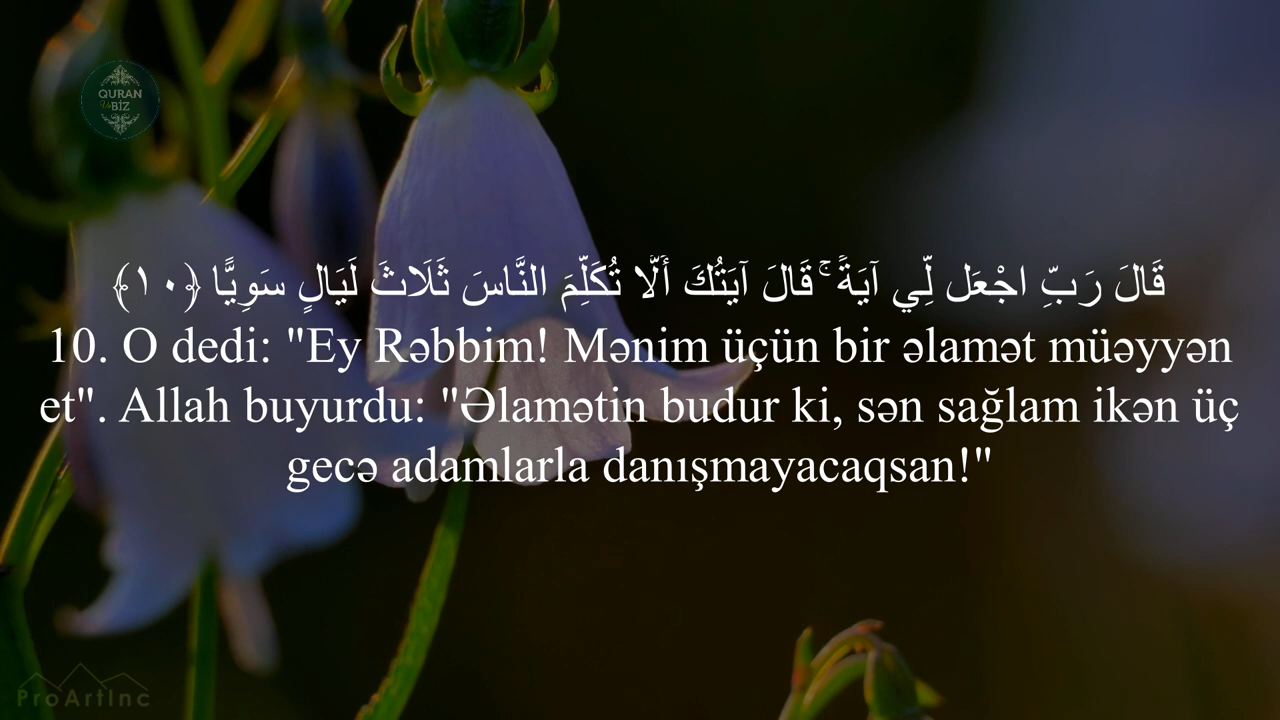 QURAN
Və BİZ
قَالَ رَبِّ اجْعَل لِّي آيَةً ۚ قَالَ آيَتُكَ أَلَّا تُكَلِّمَ النَّاسَ ثَلَاثَ لَيَالٍ سَوِيًّا ﴿١٠﴾
10. O dedi: "Ey Rəbbim! Mənim üçün bir əlamət müəyyən
et". Allah buyurdu: "Əlamətin budur ki, sən sağlam ikən üç
gecə adamlarla danışmayacaqsan!"
ProArtInc